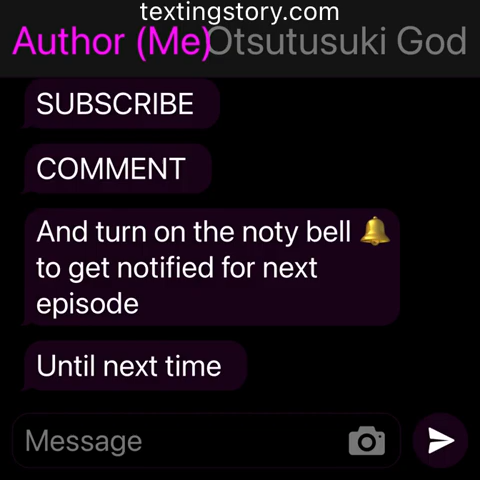 textingstory.com
Author (Me) Otsutusuki God
SUBSCRIBE
COMMENT
And turn on the noty bell 🔔
to get notified for next
episode
Until next time
Message